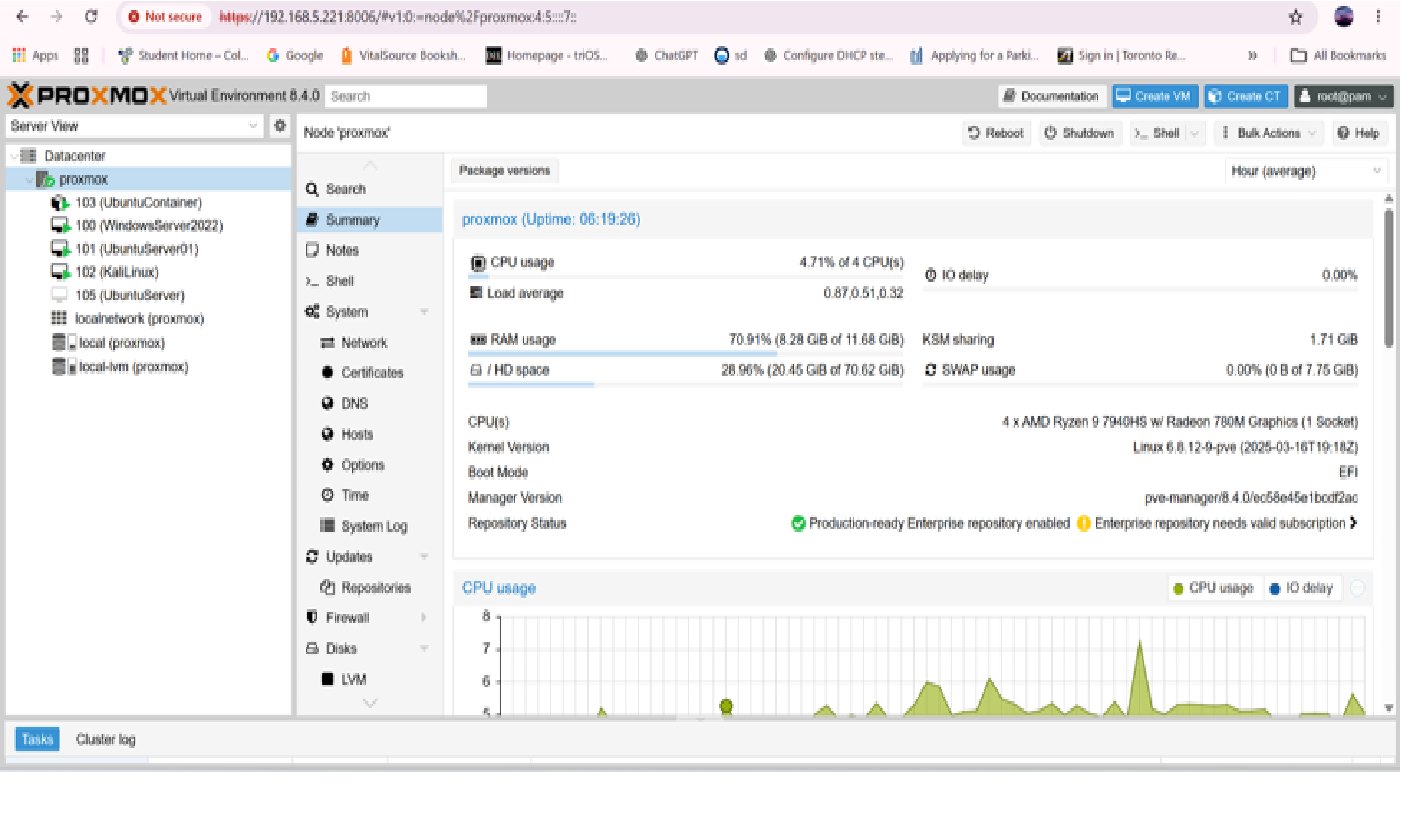 Not secure https://192.168.5.221:8006/#v1:0:=node%2Fproxmox:4:5::::7::
Apps Student Home – Col... Google VitalSource Booksh... Homepage - triOS... ChatGPT sd Configure DHCP ste... Applying for a Parki... Sign in | Toronto Re... » All Bookmarks
PROXMOX Virtual Environment 8.4.0 Search Documentation Create VM Create CT root@pam
Server View
Node 'proxmox' Reboot Shutdown >_ Shell Bulk Actions Help
Datacenter
proxmox
103 (UbuntuContainer)
100 (WindowsServer2022)
101 (UbuntuServer01)
102 (KaliLinux)
105 (UbuntuServer)
localnetwork (proxmox)
local (proxmox)
local-lvm (proxmox)
Search
Summary
Notes
>_ Shell
System
Network
Certificates
DNS
Hosts
Options
Time
System Log
Updates
Repositories
Firewall
Disks
LVM
Package versions Hour (average)
proxmox (Uptime: 06:19:26)
CPU usage 4.71% of 4 CPU(s)
IO delay 0.00%
Load average 0.87,0.51,0.32
RAM usage 70.91% (8.28 GiB of 11.68 GiB) KSM sharing 1.71 GiB
/ HD space 28.96% (20.45 GiB of 70.62 GiB) SWAP usage 0.00% (0 B of 7.75 GiB)
CPU(s) 4 x AMD Ryzen 9 7940HS w/ Radeon 780M Graphics (1 Socket)
Kernel Version Linux 6.8.12-9-pve (2025-03-16T19:18Z)
Boot Mode EFI
Manager Version pve-manager/8.4.0/ec58e45e1bcdf2ac
Repository Status Production-ready Enterprise repository enabled Enterprise repository needs valid subscription
CPU usage CPU usage IO delay
8
7
6
5
Tasks Cluster log